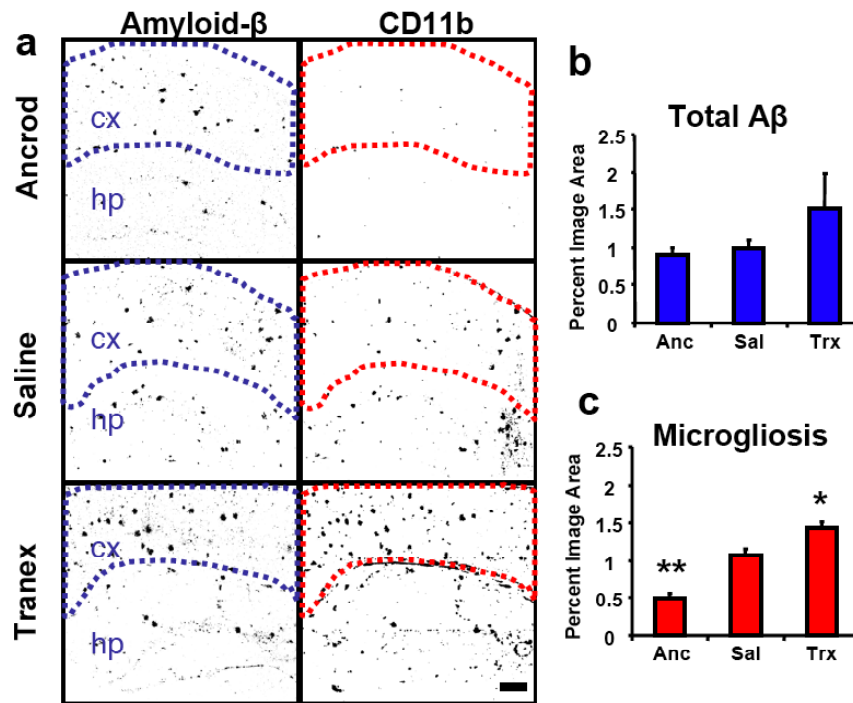 a
Amyloid-β
CD11b
Ancrod
cx
hp
Saline
cx
hp
Tranex
cx
hp
b
Total Aβ
Percent Image Area
2.5
2
1.5
1
0.5
0
Anc
Sal
Trx
c
Microgliosis
Percent Image Area
2.5
2
1.5
1
0.5
0
**
*
Anc
Sal
Trx